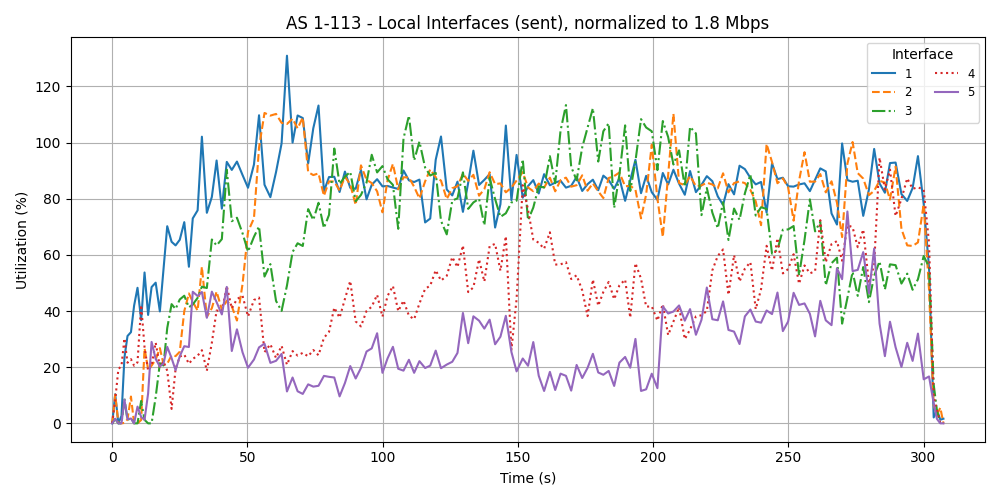 AS 1-113 - Local Interfaces (sent), normalized to 1.8 Mbps
Utilization (%)
120
100
80
60
40
20
0
0 50 100 150 200 250 300
Time (s)
Interface
1 4
2 5
3